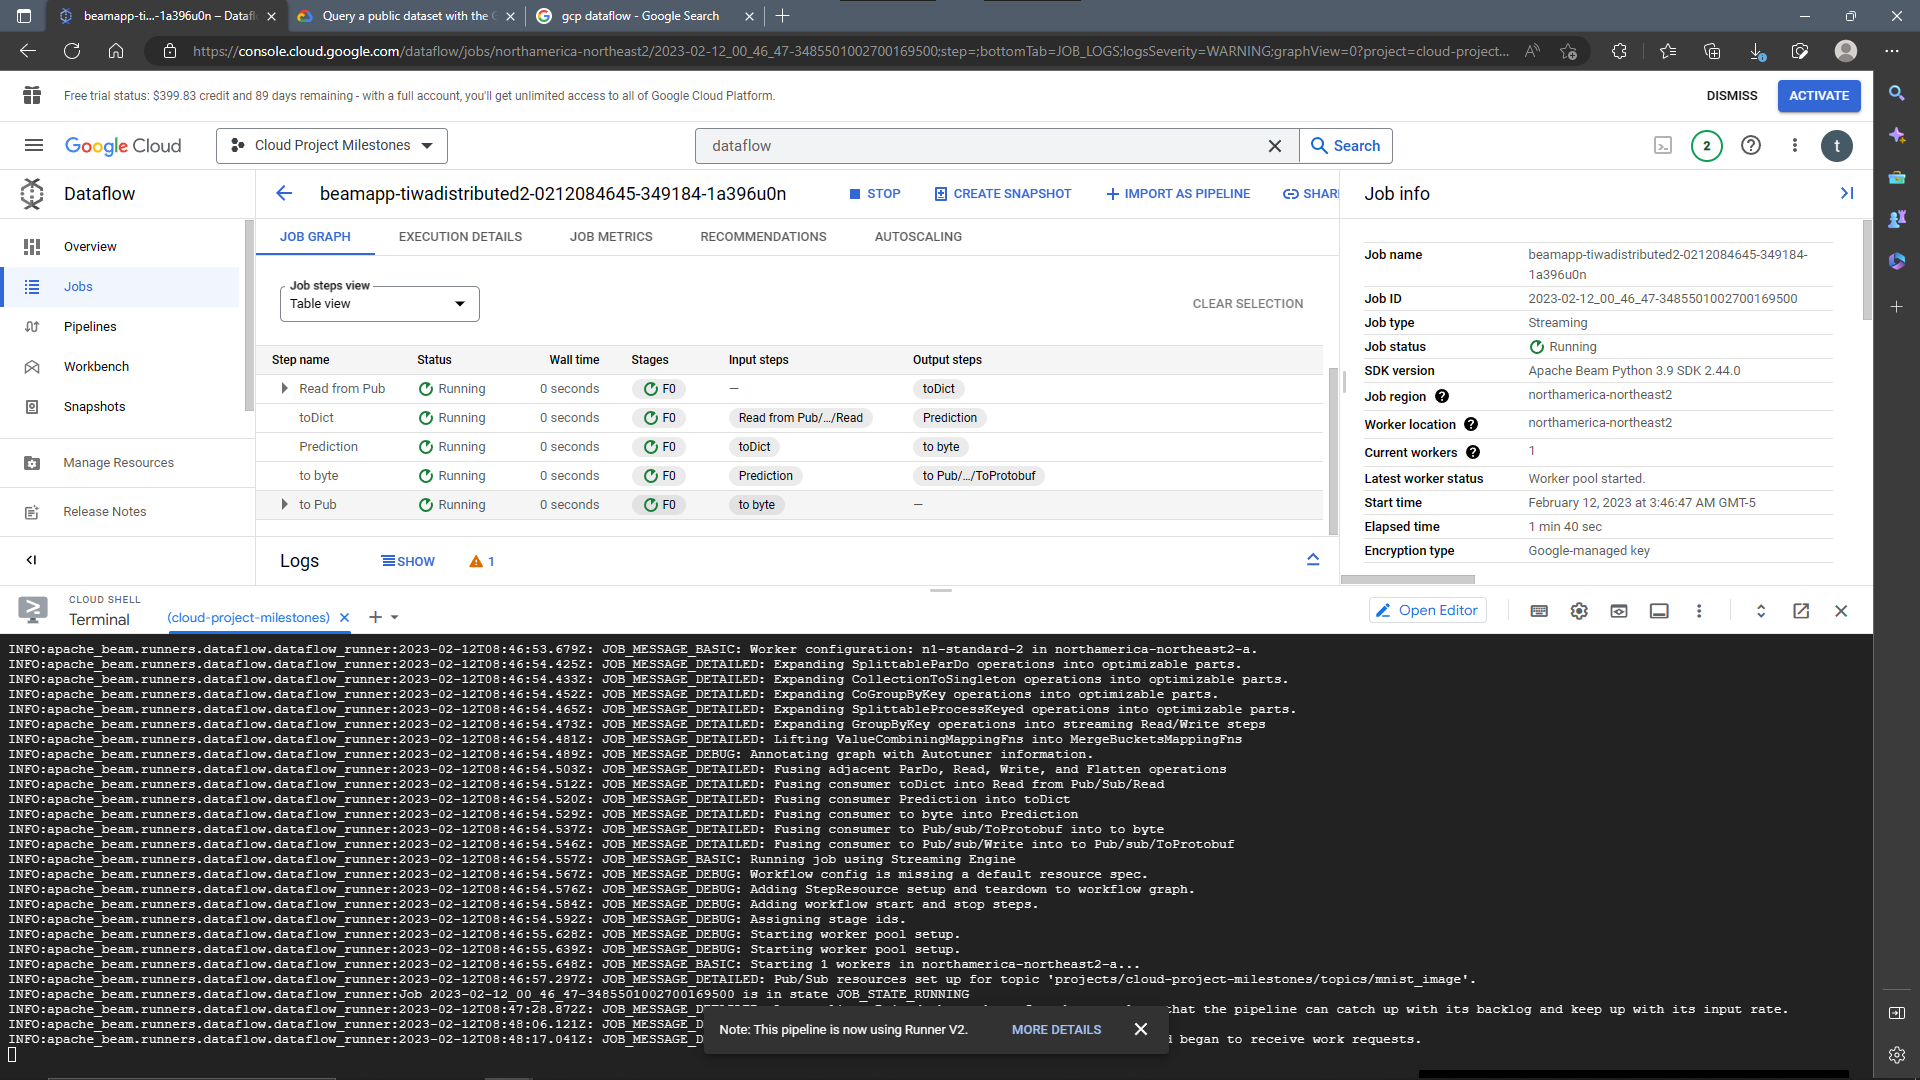 beamapp-ti...-1a396u0n – Datafl
Query a public dataset with the G
gcp dataflow - Google Search
https://console.cloud.google.com/dataflow/jobs/northamerica-northeast2/2023-02-12_00_46_47-3485501002700169500;step=;bottomTab=JOB_LOGS;logsSeverity=WARNING;graphView=0?project=cloud-project...
Free trial status: $399.83 credit and 89 days remaining - with a full account, you'll get unlimited access to all of Google Cloud Platform.
DISMISS
ACTIVATE
Google Cloud
Cloud Project Milestones
dataflow
Search
2
t
Dataflow
beamapp-tiwadistributed2-0212084645-349184-1a396u0n
STOP
CREATE SNAPSHOT
IMPORT AS PIPELINE
SHAR
Job info
Overview
Jobs
Pipelines
Workbench
Snapshots
Manage Resources
Release Notes
JOB GRAPH
EXECUTION DETAILS
JOB METRICS
RECOMMENDATIONS
AUTOSCALING
Job steps view
Table view
CLEAR SELECTION
Step name Status Wall time Stages Input steps Output steps
Read from Pub Running 0 seconds F0 — toDict
toDict Running 0 seconds F0 Read from Pub/.../Read Prediction
Prediction Running 0 seconds F0 toDict to byte
to byte Running 0 seconds F0 Prediction to Pub/.../ToProtobuf
to Pub Running 0 seconds F0 to byte —
Logs
SHOW
1
Job name beamapp-tiwadistributed2-0212084645-349184-
1a396u0n
Job ID 2023-02-12_00_46_47-3485501002700169500
Job type Streaming
Job status Running
SDK version Apache Beam Python 3.9 SDK 2.44.0
Job region northamerica-northeast2
Worker location northamerica-northeast2
Current workers 1
Latest worker status Worker pool started.
Start time February 12, 2023 at 3:46:47 AM GMT-5
Elapsed time 1 min 40 sec
Encryption type Google-managed key
CLOUD SHELL
Terminal
(cloud-project-milestones)
Open Editor
INFO:apache_beam.runners.dataflow.dataflow_runner:2023-02-12T08:46:53.679Z: JOB_MESSAGE_BASIC: Worker configuration: n1-standard-2 in northamerica-northeast2-a.
INFO:apache_beam.runners.dataflow.dataflow_runner:2023-02-12T08:46:54.425Z: JOB_MESSAGE_DETAILED: Expanding SplittableParDo operations into optimizable parts.
INFO:apache_beam.runners.dataflow.dataflow_runner:2023-02-12T08:46:54.433Z: JOB_MESSAGE_DETAILED: Expanding CollectionToSingleton operations into optimizable parts.
INFO:apache_beam.runners.dataflow.dataflow_runner:2023-02-12T08:46:54.452Z: JOB_MESSAGE_DETAILED: Expanding CoGroupByKey operations into optimizable parts.
INFO:apache_beam.runners.dataflow.dataflow_runner:2023-02-12T08:46:54.465Z: JOB_MESSAGE_DETAILED: Expanding SplittableProcessKeyed operations into optimizable parts.
INFO:apache_beam.runners.dataflow.dataflow_runner:2023-02-12T08:46:54.473Z: JOB_MESSAGE_DETAILED: Expanding GroupByKey operations into streaming Read/Write steps
INFO:apache_beam.runners.dataflow.dataflow_runner:2023-02-12T08:46:54.481Z: JOB_MESSAGE_DETAILED: Lifting ValueCombiningMappingFns into MergeBucketsMappingFns
INFO:apache_beam.runners.dataflow.dataflow_runner:2023-02-12T08:46:54.489Z: JOB_MESSAGE_DEBUG: Annotating graph with Autotuner information.
INFO:apache_beam.runners.dataflow.dataflow_runner:2023-02-12T08:46:54.503Z: JOB_MESSAGE_DETAILED: Fusing adjacent ParDo, Read, Write, and Flatten operations
INFO:apache_beam.runners.dataflow.dataflow_runner:2023-02-12T08:46:54.512Z: JOB_MESSAGE_DETAILED: Fusing consumer toDict into Read from Pub/Sub/Read
INFO:apache_beam.runners.dataflow.dataflow_runner:2023-02-12T08:46:54.520Z: JOB_MESSAGE_DETAILED: Fusing consumer Prediction into toDict
INFO:apache_beam.runners.dataflow.dataflow_runner:2023-02-12T08:46:54.529Z: JOB_MESSAGE_DETAILED: Fusing consumer to byte into Prediction
INFO:apache_beam.runners.dataflow.dataflow_runner:2023-02-12T08:46:54.537Z: JOB_MESSAGE_DETAILED: Fusing consumer to Pub/sub/ToProtobuf into to byte
INFO:apache_beam.runners.dataflow.dataflow_runner:2023-02-12T08:46:54.546Z: JOB_MESSAGE_DETAILED: Fusing consumer to Pub/sub/Write into to Pub/sub/ToProtobuf
INFO:apache_beam.runners.dataflow.dataflow_runner:2023-02-12T08:46:54.557Z: JOB_MESSAGE_BASIC: Running job using Streaming Engine
INFO:apache_beam.runners.dataflow.dataflow_runner:2023-02-12T08:46:54.567Z: JOB_MESSAGE_DEBUG: Workflow config is missing a default resource spec.
INFO:apache_beam.runners.dataflow.dataflow_runner:2023-02-12T08:46:54.576Z: JOB_MESSAGE_DEBUG: Adding StepResource setup and teardown to workflow graph.
INFO:apache_beam.runners.dataflow.dataflow_runner:2023-02-12T08:46:54.584Z: JOB_MESSAGE_DEBUG: Adding workflow start and stop steps.
INFO:apache_beam.runners.dataflow.dataflow_runner:2023-02-12T08:46:54.592Z: JOB_MESSAGE_DEBUG: Assigning stage ids.
INFO:apache_beam.runners.dataflow.dataflow_runner:2023-02-12T08:46:55.628Z: JOB_MESSAGE_DEBUG: Starting worker pool setup.
INFO:apache_beam.runners.dataflow.dataflow_runner:2023-02-12T08:46:55.639Z: JOB_MESSAGE_DEBUG: Starting worker pool setup.
INFO:apache_beam.runners.dataflow.dataflow_runner:2023-02-12T08:46:55.648Z: JOB_MESSAGE_BASIC: Starting 1 workers in northamerica-northeast2-a...
INFO:apache_beam.runners.dataflow.dataflow_runner:2023-02-12T08:46:57.297Z: JOB_MESSAGE_DETAILED: Pub/Sub resources set up for topic 'projects/cloud-project-milestones/topics/mnist_image'.
INFO:apache_beam.runners.dataflow.dataflow_runner:Job 2023-02-12_00_46_47-3485501002700169500 is in state JOB_STATE_RUNNING
INFO:apache_beam.runners.dataflow.dataflow_runner:2023-02-12T08:47:28.872Z: JOB_MESSAGE_D that the pipeline can catch up with its backlog and keep up with its input rate.
INFO:apache_beam.runners.dataflow.dataflow_runner:2023-02-12T08:48:06.121Z: JOB_MESSAGE_D
INFO:apache_beam.runners.dataflow.dataflow_runner:2023-02-12T08:48:17.041Z: JOB_MESSAGE_D began to receive work requests.
Note: This pipeline is now using Runner V2.
MORE DETAILS